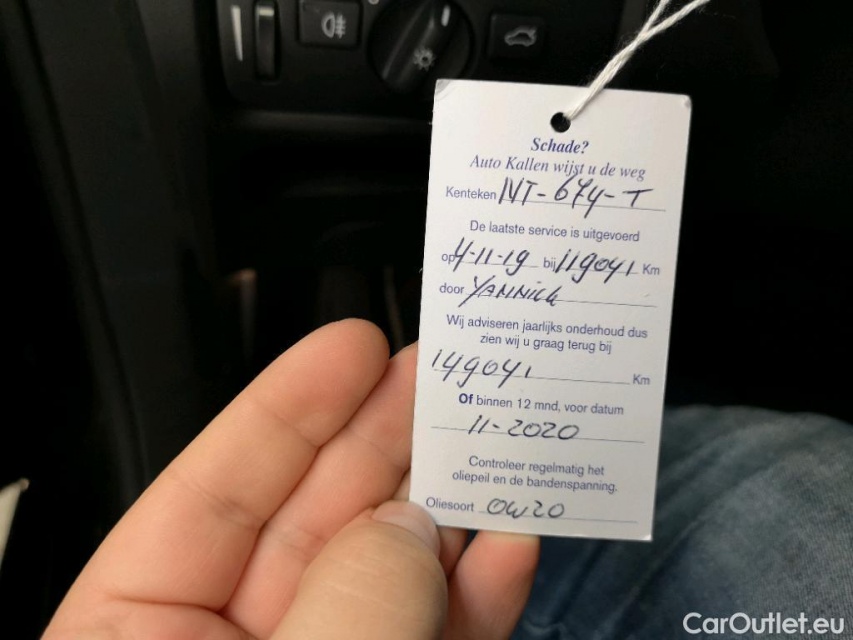 Schade?
Auto Kallen wijst u de weg
Kenteken NT-674-T
De laatste service is uitgevoerd
op 4-11-19 bij 119041 Km
door YANNICK
Wij adviseren jaarlijks onderhoud dus
zien wij u graag terug bij
149041 Km
Of binnen 12 mnd, voor datum
11-2020
Controleer regelmatig het
oliepeil en de bandenspanning.
Oliesoort 0W20
CarOutlet.eu